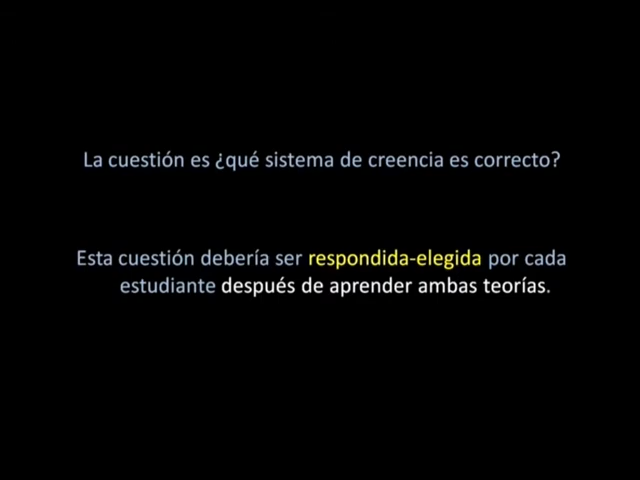 La cuestión es ¿qué sistema de creencia es correcto?
Esta cuestión debería ser respondida-elegida por cada
estudiante después de aprender ambas teorías.